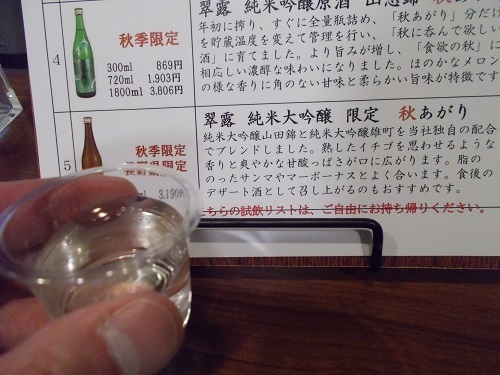 4
秋季限定
300ml 869円
720ml 1,903円
1800ml 3,806円
翠露 純米吟醸原酒
年初に搾り、すぐに全量瓶詰め、「秋あがり」分だけ
を貯蔵温度を変えて管理を行い、「秋に呑んで欲しい
酒」に育てました。より旨みが増し、「食欲の秋」に
相応しい濃醇な味わいになりました。ほのかなメロン
の様な香りに角のない甘味と柔らかい旨味が特徴です
5
秋季限定
3,190円
翠露 純米大吟醸 限定 秋あがり
純米大吟醸山田錦と純米大吟醸雄町を当社独自の配合
でブレンドしました。熟したイチゴを思わせるような
香りと爽やかな甘酸っぱさが口に広がります。脂の
のったサンマやマーボーナスとよく合います。食後の
デザート酒として召し上がるのもおすすめです。
ちらの試飲リストは、ご自由にお持ち帰りください。